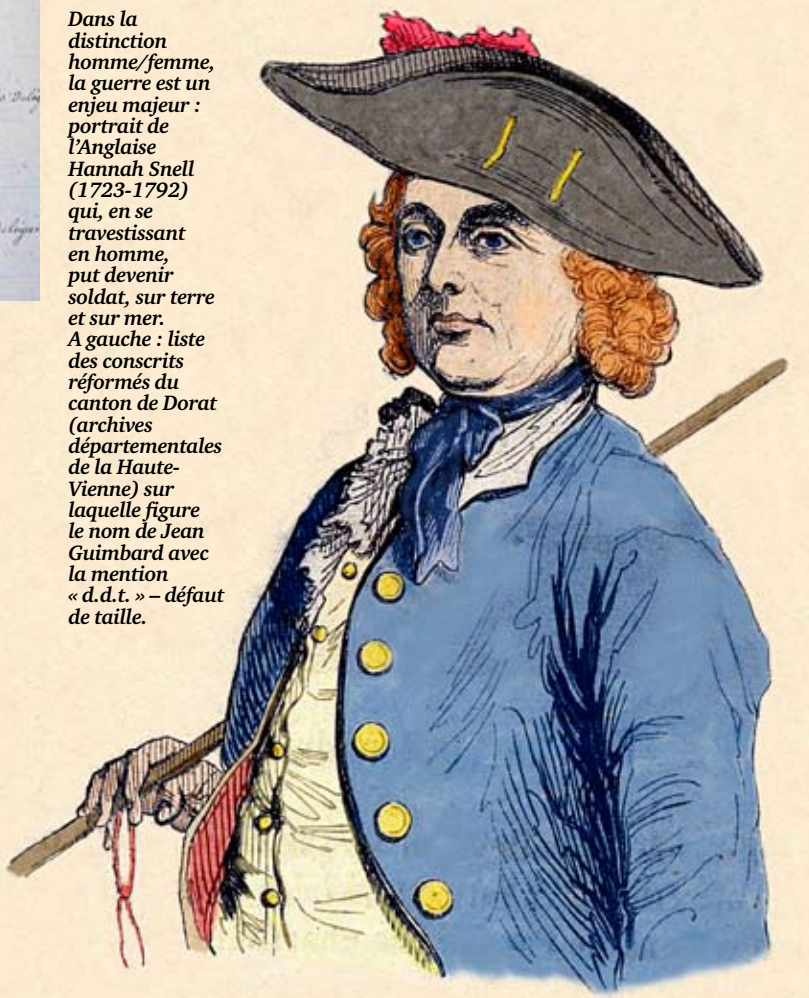 Dans la
distinction
homme/femme,
la guerre est un
enjeu majeur :
portrait de
l'Anglaise
Hannah Snell
(1723-1792)
qui, en se
travestissant
en homme,
put devenir
soldat, sur terre
et sur mer.
A gauche : liste
des conscrits
réformés du
canton de Dorat
(archives
départementales
de la Haute-
Vienne) sur
laquelle figure
le nom de Jean
Guimbard avec
la mention
« d.d.t. » – défaut
de taille.